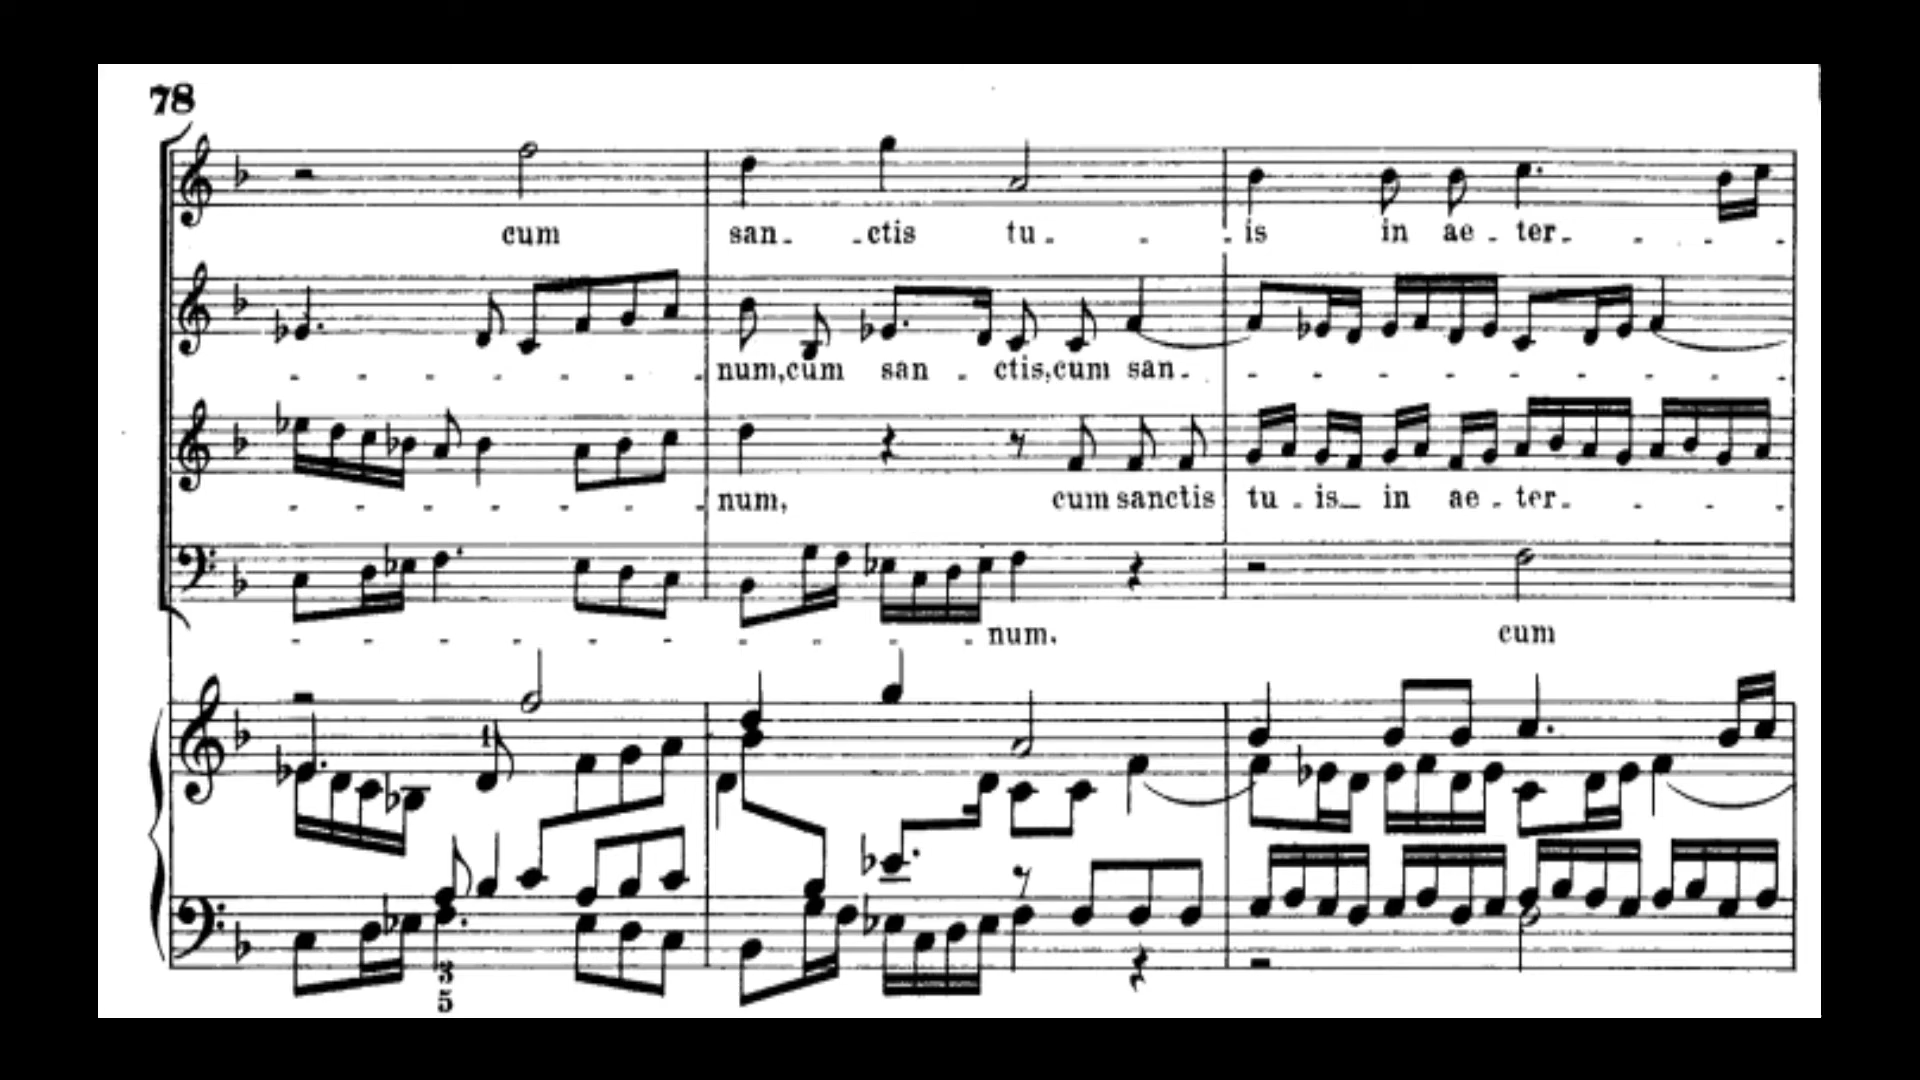 78
cum san - ctis tu - - - is in ae - ter - - - -
- - - - - - num, cum san - ctis, cum san - - - - - - - -
- - - - - - num, cum sanctis tu - is in ae - ter - - - -
- - - - - - - - - num. cum
1
3
5